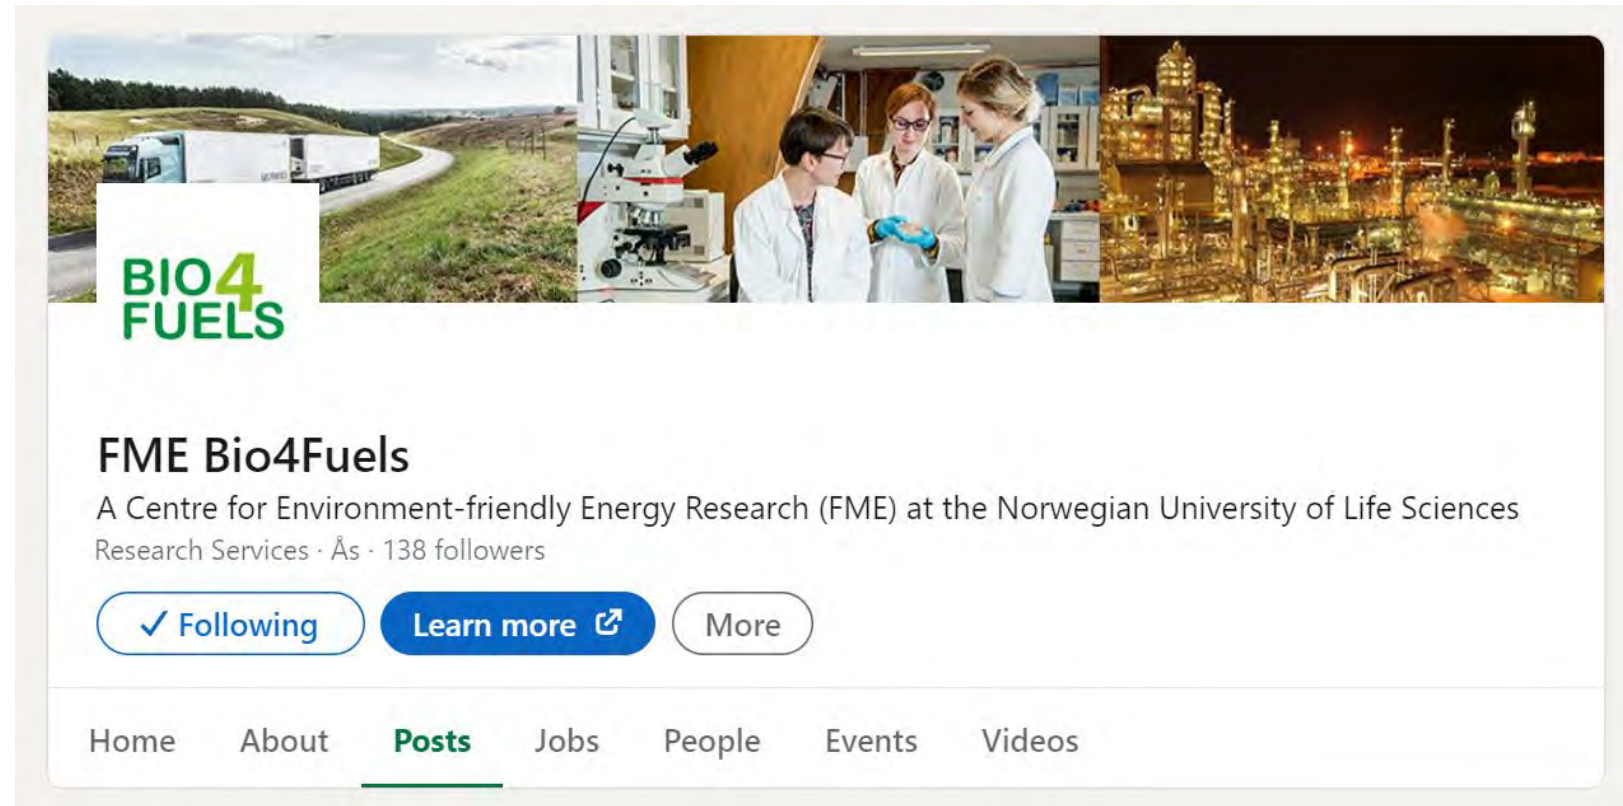 BIO4
FUELS
FME Bio4Fuels
A Centre for Environment-friendly Energy Research (FME) at the Norwegian University of Life Sciences
Research Services · Ås · 138 followers
✓ Following
Learn more
More
Home
About
Posts
Jobs
People
Events
Videos